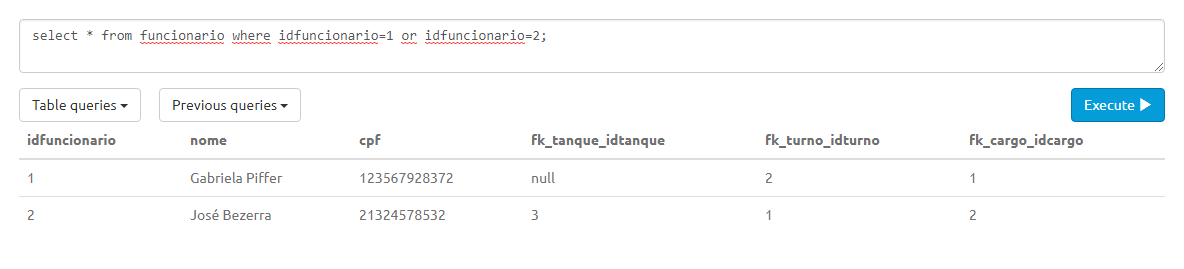 select * from funcionario where idfuncionario=1 or idfuncionario=2;
Table queries Previous queries Execute
idfuncionario nome cpf fk_tanque_idtanque fk_turno_idturno fk_cargo_idcargo
1 Gabriela Piffer 123567928372 null 2 1
2 José Bezerra 21324578532 3 1 2